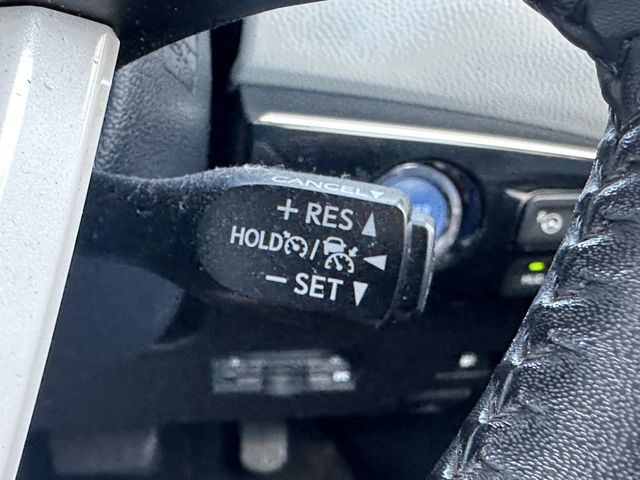 CANCEL▼
+ RES ▲
HOLD / ◀
− SET ▼